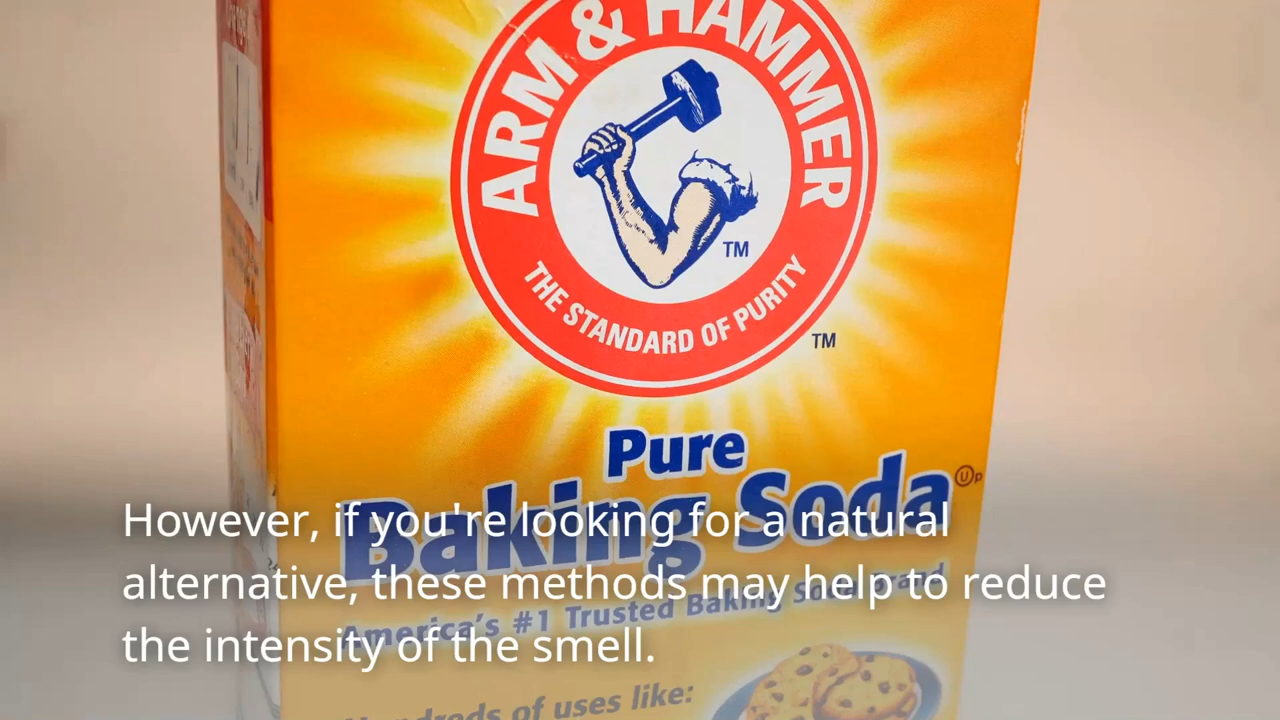 ARM & HAMMER
TM
THE STANDARD OF PURITY
TM
Pure
Baking Soda
However, if you're looking for a natural
alternative, these methods may help to reduce
America's #1 Trusted Baking Soda Brand
the intensity of the smell.
Hundreds of uses like: